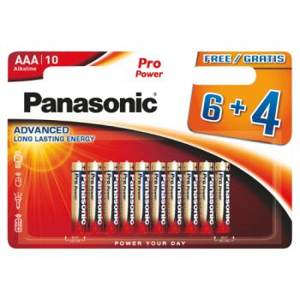 AAA 10
Alkaline
Pro
Power
FREE / GRATIS
6+4
Panasonic
ADVANCED
LONG LASTING ENERGY
POWER YOUR DAY